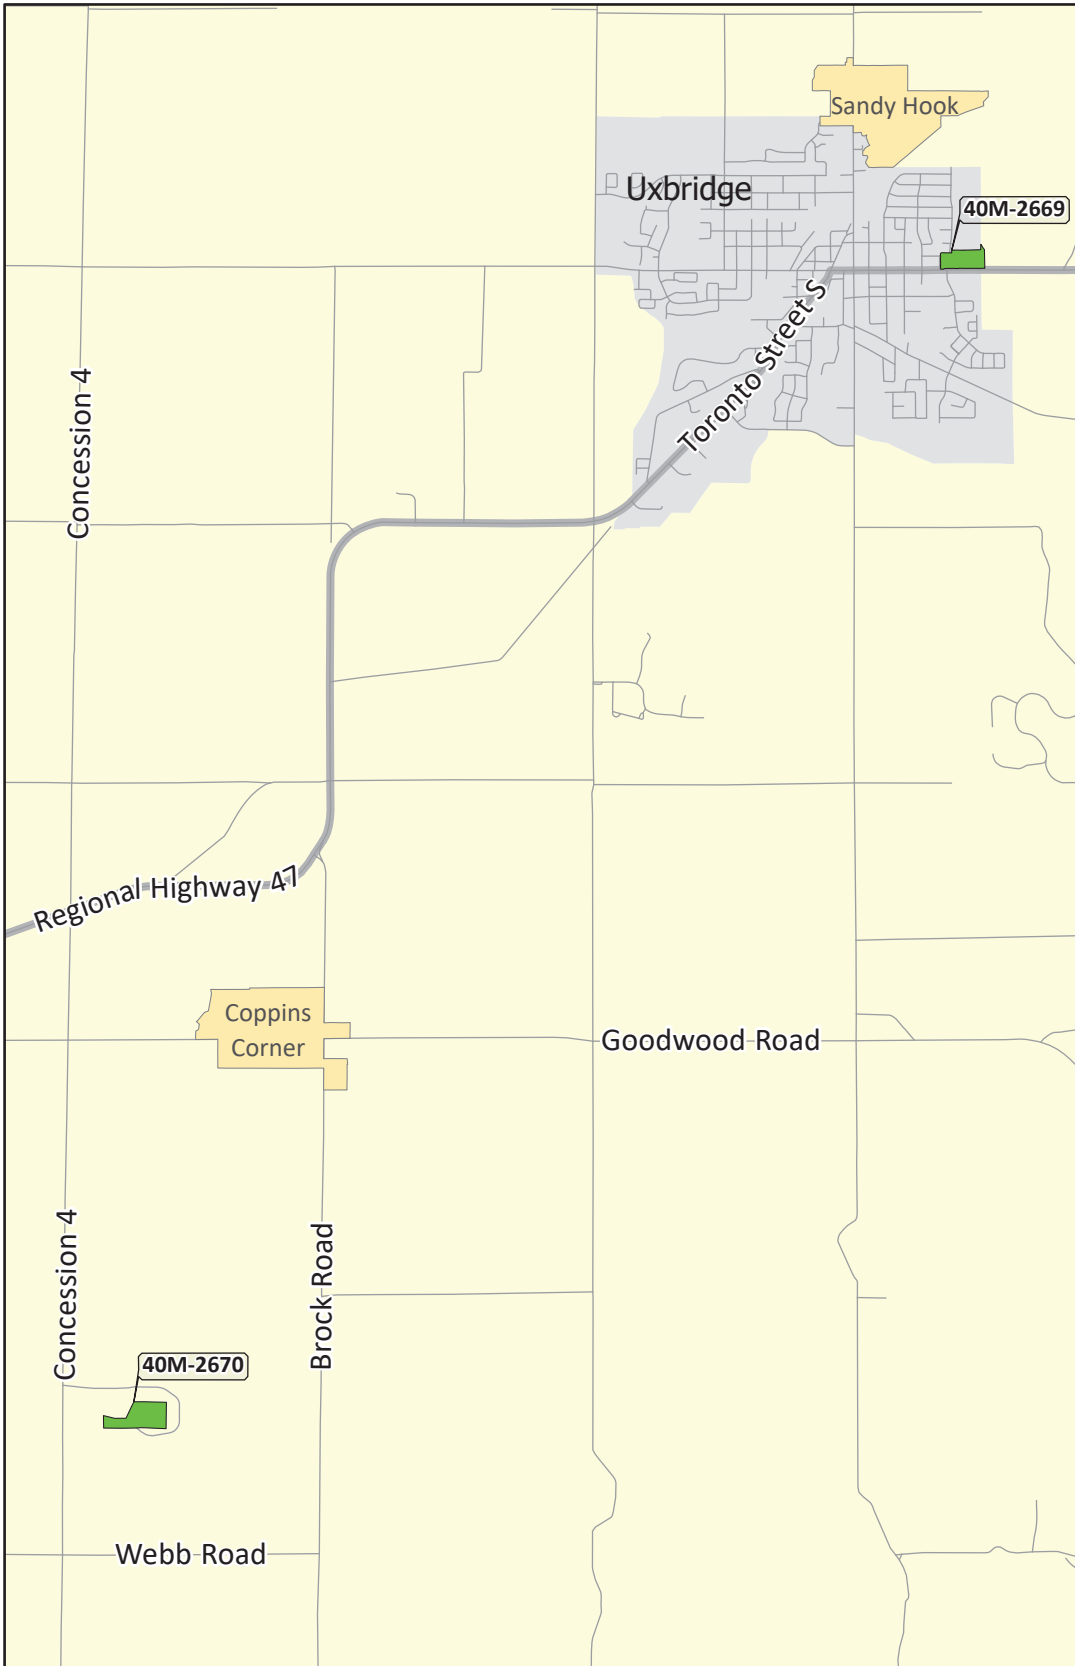 Sandy Hook
Uxbridge
40M-2669
Toronto Street S
Concession 4
Regional Highway 47
Coppins
Corner
Goodwood Road
Concession 4
Brock Road
40M-2670
Webb Road